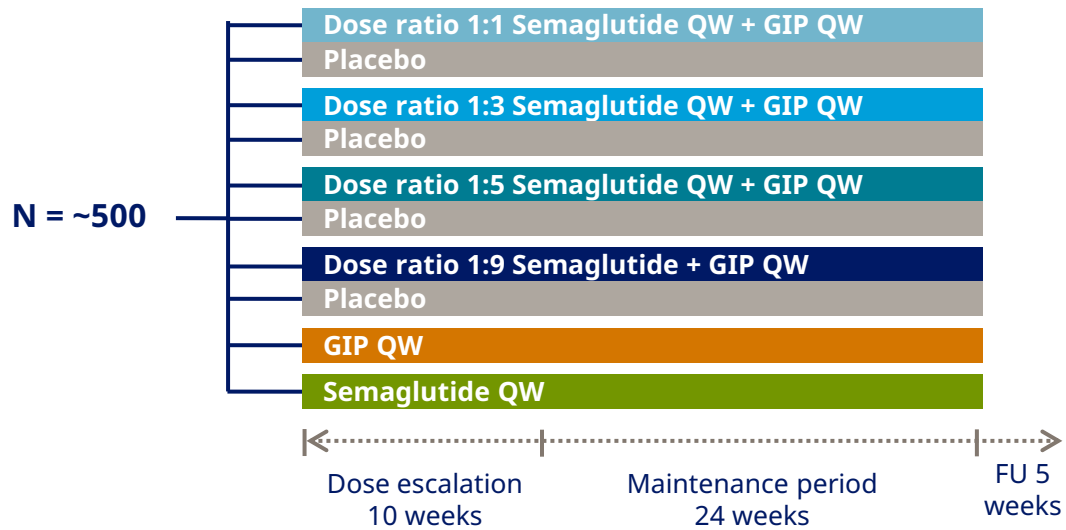 Dose ratio 1:1 Semaglutide QW + GIP QW
Placebo
Dose ratio 1:3 Semaglutide QW + GIP QW
Placebo
Dose ratio 1:5 Semaglutide QW + GIP QW
Placebo
N = ~500
Dose ratio 1:9 Semaglutide + GIP QW
Placebo
GIP QW
Semaglutide QW
Dose escalation
10 weeks
Maintenance period
24 weeks
FU 5
weeks